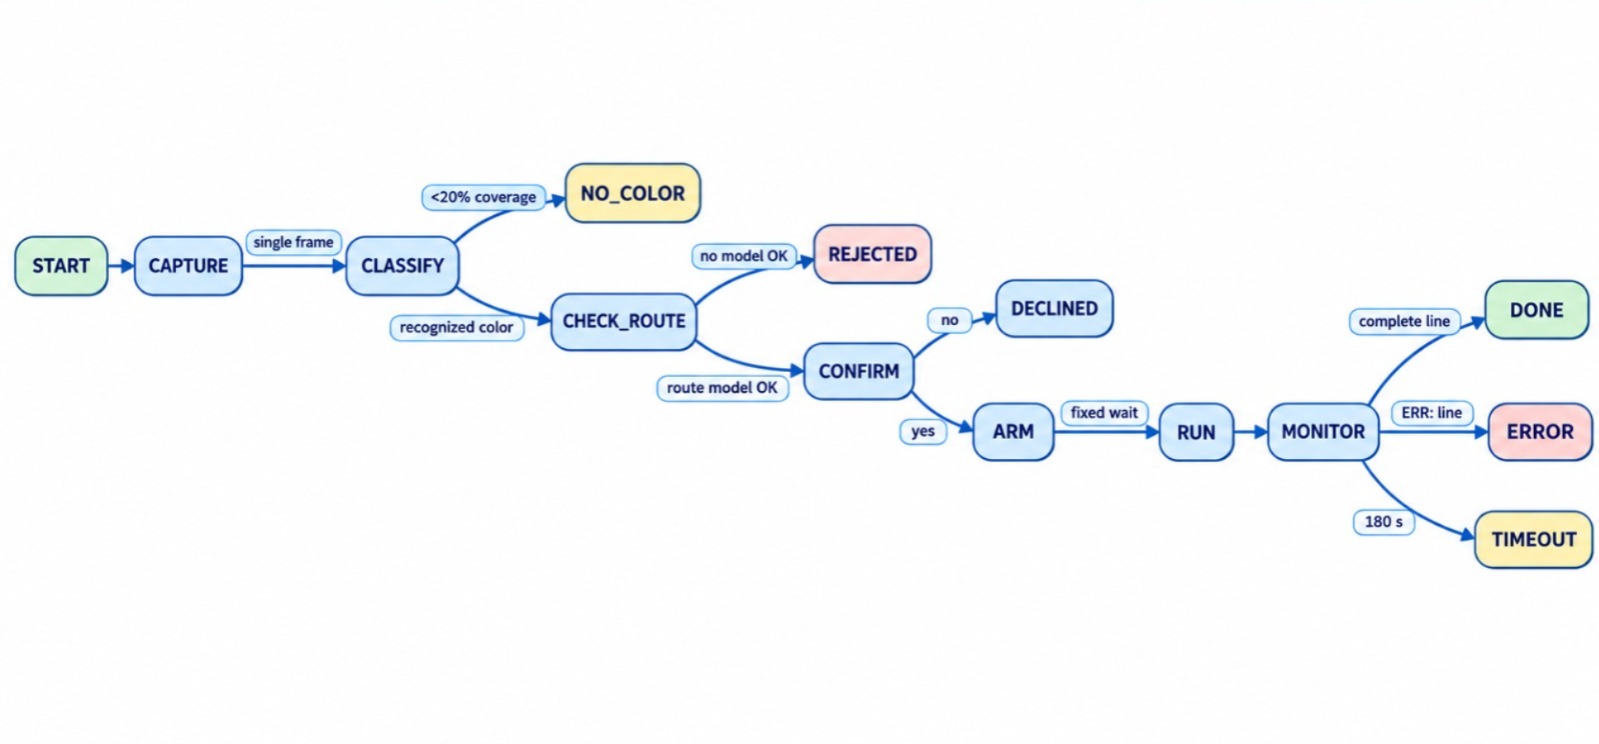 START
CAPTURE
single frame
CLASSIFY
<20% coverage
NO_COLOR
recognized color
CHECK_ROUTE
no model OK
REJECTED
route model OK
CONFIRM
no
DECLINED
yes
ARM
fixed wait
RUN
MONITOR
complete line
DONE
ERR: line
ERROR
180 s
TIMEOUT